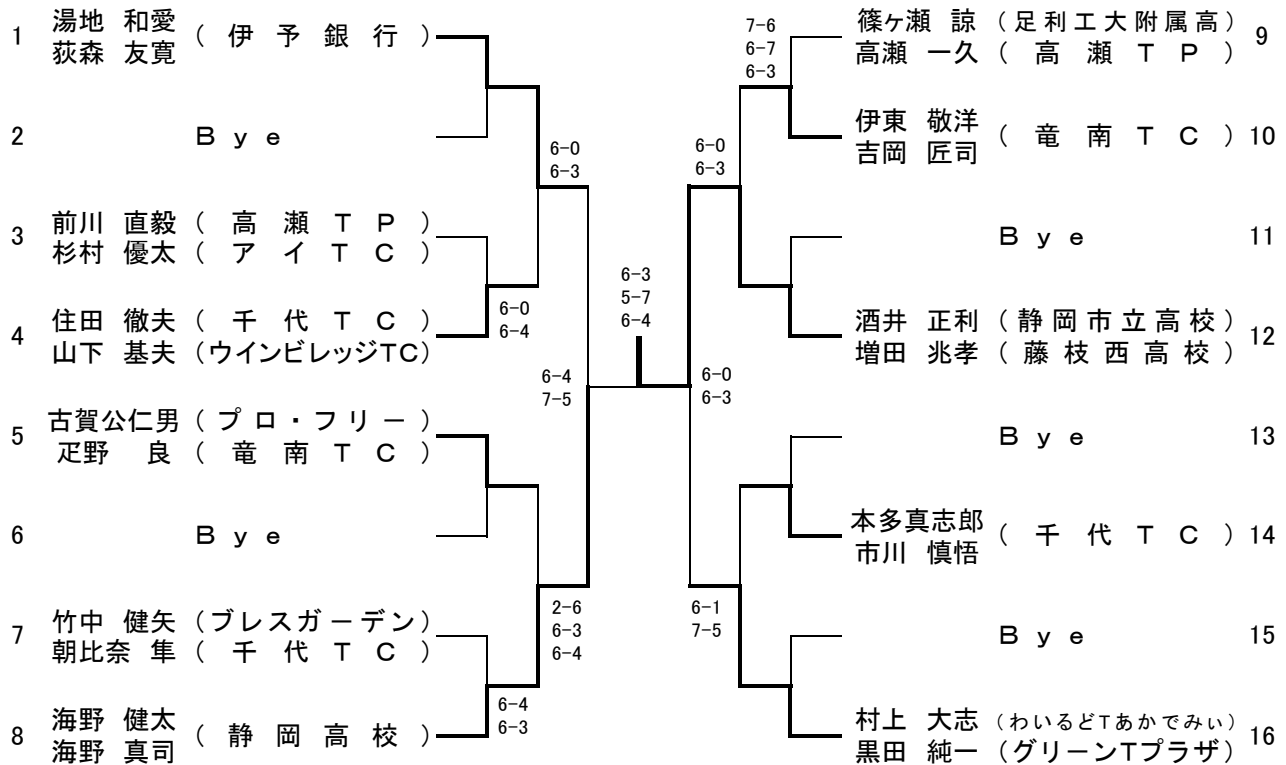 1 湯地 和愛 荻森 友寛 ( 伊 予 銀 行 )
2 Bye
6-0
6-3
3 前川 直毅 ( 高 瀬 T P )
杉村 優太 ( ア イ T C )
6-0
6-4
4 住田 徹夫 ( 千 代 T C )
山下 基夫 (ウインビレッジTC)
6-4
7-5
5 古賀公仁男 ( プ ロ ・ フ リ ー )
疋野 良 ( 竜 南 T C )
6 Bye
2-6
6-3
6-4
7 竹中 健矢 (ブレスガーデン)
朝比奈 隼 ( 千 代 T C )
6-4
6-3
8 海野 健太 海野 真司 ( 静 岡 高 校 )
6-3
5-7
6-4
7-6
6-7
6-3
篠ヶ瀬 諒 (足利工大附属高) 9
高瀬 一久 ( 高 瀬 T P )
伊東 敬洋 吉岡 匠司 ( 竜 南 T C ) 10
6-0
6-3
Bye 11
酒井 正利 (静岡市立高校) 12
増田 兆孝 ( 藤 枝 西 高 校 )
6-0
6-3
Bye 13
本多真志郎 市川 慎悟 ( 千 代 T C ) 14
6-1
7-5
Bye 15
村上 大志 (わいるどTあかでみぃ) 16
黒田 純一 (グリーンTプラザ)